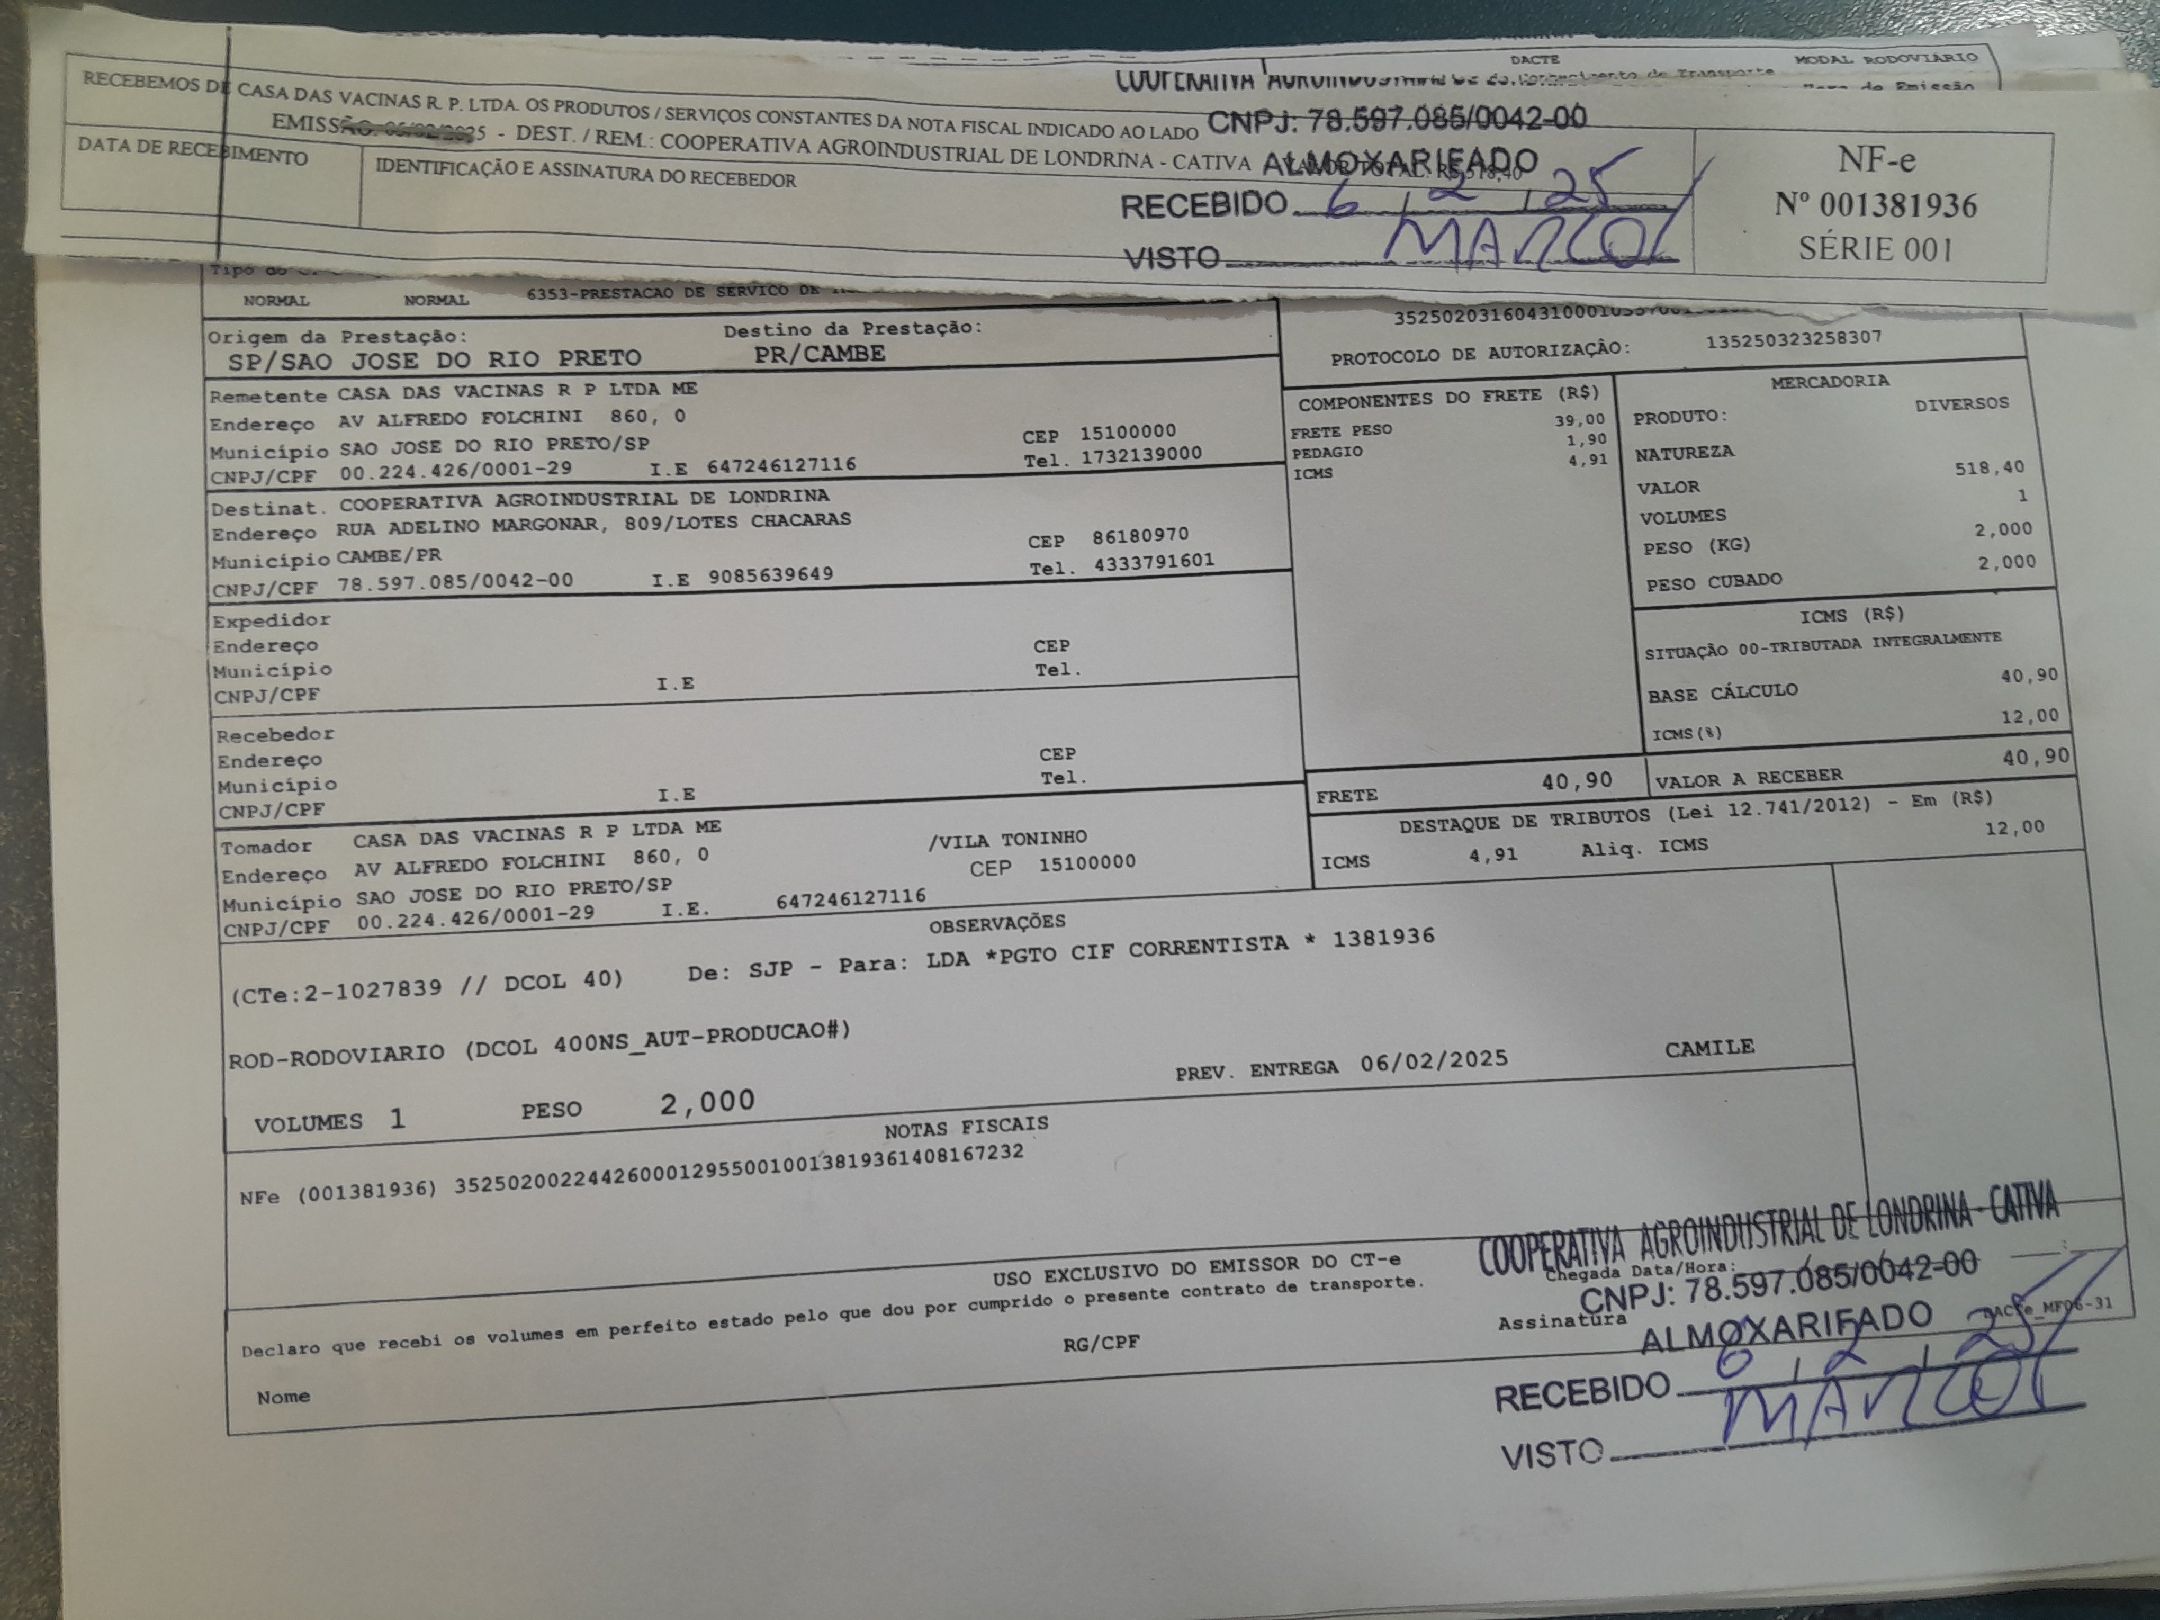 DACTE
MODAL RODOVIÁRIO
COOPERATIVA AGROINDUSTRIAL DE
RECEBEMOS DE CASA DAS VACINAS R. P. LTDA. OS PRODUTOS / SERVIÇOS CONSTANTES DA NOTA FISCAL INDICADO AO LADO
CNPJ: 78.597.085/0042-00
EMISSÃO: - DEST. / REM.: COOPERATIVA AGROINDUSTRIAL DE LONDRINA - CATIVA
ALMOXARIFADO
DATA DE RECEBIMENTO
IDENTIFICAÇÃO E ASSINATURA DO RECEBEDOR
RECEBIDO 6, 2, 25
VISTO MARCOS
NF-e
Nº 001381936
SÉRIE 001
NORMAL NORMAL 6353-PRESTACAO DE SERVICO DE
Origem da Prestação: Destino da Prestação:
SP/SAO JOSE DO RIO PRETO PR/CAMBE
PROTOCOLO DE AUTORIZAÇÃO: 135250323258307
Remetente CASA DAS VACINAS R P LTDA ME
Endereço AV ALFREDO FOLCHINI 860, 0
Município SAO JOSE DO RIO PRETO/SP CEP 15100000
CNPJ/CPF 00.224.426/0001-29 I.E 647246127116 Tel. 1732139000
Destinat. COOPERATIVA AGROINDUSTRIAL DE LONDRINA
Endereço RUA ADELINO MARGONAR, 809/LOTES CHACARAS
Município CAMBE/PR CEP 86180970
CNPJ/CPF 78.597.085/0042-00 I.E 9085639649 Tel. 4333791601
Expedidor
Endereço
Município CEP
CNPJ/CPF I.E Tel.
Recebedor
Endereço
Município CEP
CNPJ/CPF I.E Tel.
Tomador CASA DAS VACINAS R P LTDA ME
Endereço AV ALFREDO FOLCHINI 860, 0 /VILA TONINHO
Município SAO JOSE DO RIO PRETO/SP CEP 15100000
CNPJ/CPF 00.224.426/0001-29 I.E. 647246127116
COMPONENTES DO FRETE (R$)
FRETE PESO 39,00
PEDAGIO 1,90
ICMS 4,91
MERCADORIA
PRODUTO: DIVERSOS
NATUREZA
VALOR 518,40
VOLUMES 1
PESO (KG) 2,000
PESO CUBADO 2,000
ICMS (R$)
SITUAÇÃO 00-TRIBUTADA INTEGRALMENTE
BASE CÁLCULO 40,90
ICMS(%) 12,00
FRETE 40,90 VALOR A RECEBER 40,90
DESTAQUE DE TRIBUTOS (Lei 12.741/2012) - Em (R$)
ICMS 4,91 Aliq. ICMS 12,00
OBSERVAÇÕES
(CTe:2-1027839 // DCOL 40) De: SJP - Para: LDA *PGTO CIF CORRENTISTA * 1381936
ROD-RODOVIARIO (DCOL 400NS_AUT-PRODUCAO#)
PREV. ENTREGA 06/02/2025 CAMILE
VOLUMES 1 PESO 2,000
NOTAS FISCAIS
NFe (001381936) 35250200224426000129550010013819361408167232
USO EXCLUSIVO DO EMISSOR DO CT-e
Declaro que recebi os volumes em perfeito estado pelo que dou por cumprido o presente contrato de transporte.
Nome RG/CPF
COOPERATIVA AGROINDUSTRIAL DE LONDRINA - CATIVA
Chegada Data/Hora:
CNPJ: 78.597.085/0042-00
Assinatura
ALMOXARIFADO
DACTe_MF06-31
RECEBIDO 6, 2, 25
VISTO MARCOS